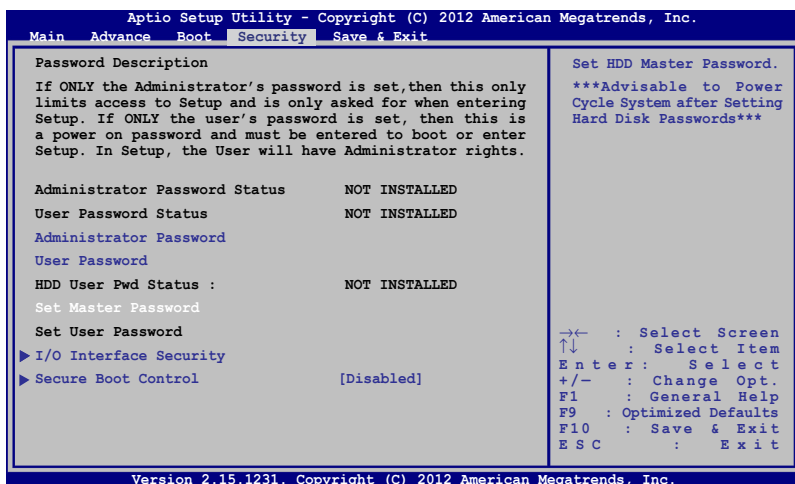 Aptio Setup Utility - Copyright (C) 2012 American Megatrends, Inc.
Main Advance Boot Security Save & Exit
Password Description
If ONLY the Administrator's password is set,then this only
limits access to Setup and is only asked for when entering
Setup. If ONLY the user's password is set, then this is
a power on password and must be entered to boot or enter
Setup. In Setup, the User will have Administrator rights.
Administrator Password Status NOT INSTALLED
User Password Status NOT INSTALLED
Administrator Password
User Password
HDD User Pwd Status : NOT INSTALLED
Set Master Password
Set User Password
I/O Interface Security
Secure Boot Control [Disabled]
Set HDD Master Password.
***Advisable to Power
Cycle System after Setting
Hard Disk Passwords***
→← : Select Screen
↑↓ : Select Item
Enter: Select
+/— : Change Opt.
F1 : General Help
F9 : Optimized Defaults
F10 : Save & Exit
ESC : Exit
Version 2.15.1231. Copyright (C) 2012 American Megatrends, Inc.